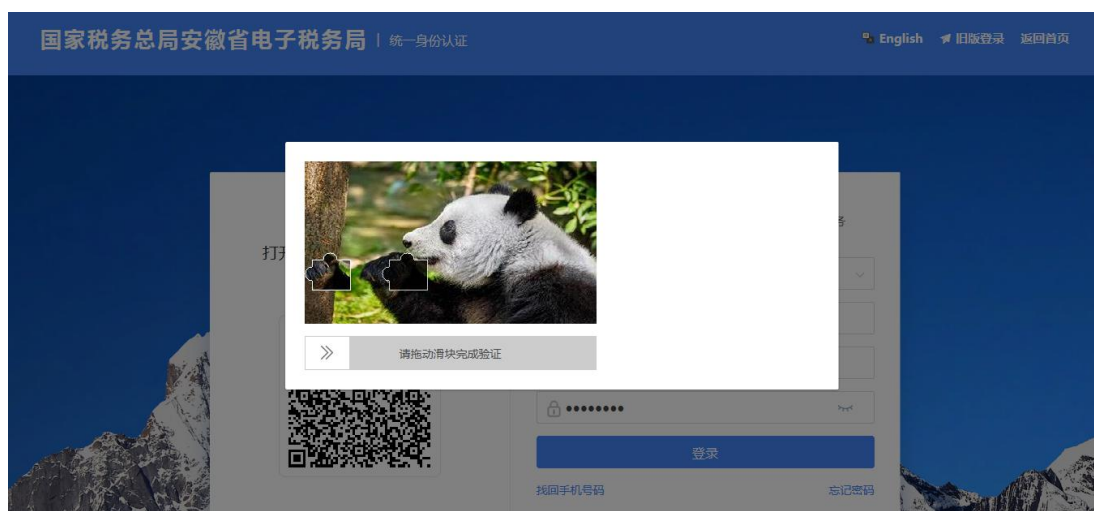 国家税务总局安徽省电子税务局 | 统一身份认证
English 旧版登录 返回首页
打开
务
请拖动滑块完成验证
••••••••
登录
找回手机号码 忘记密码